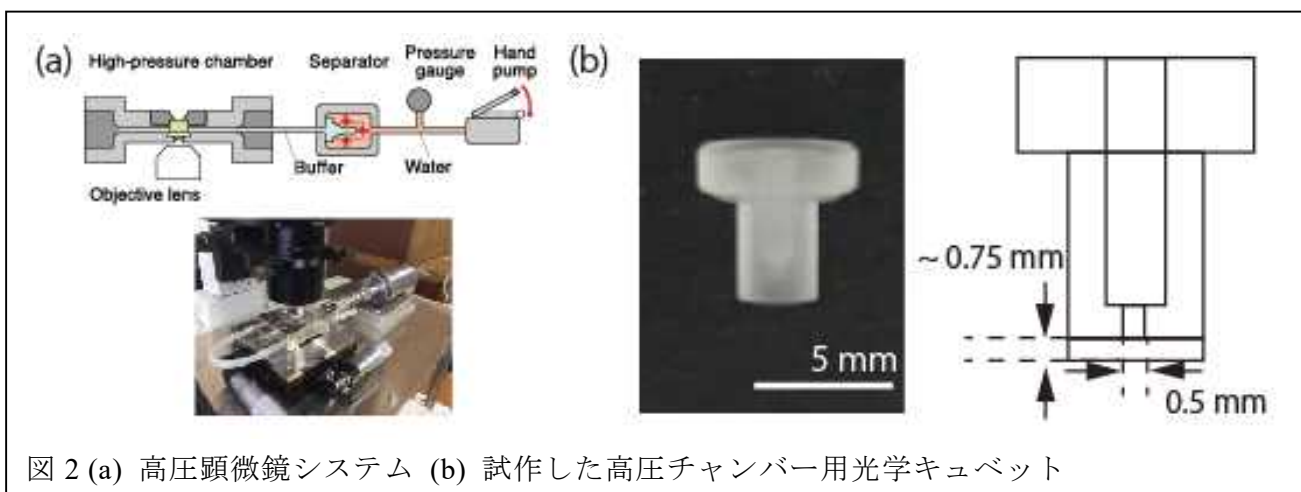 (a)
High-pressure chamber
Separator
Pressure
gauge
Hand
pump
Buffer
Water
Objective lens
(b)
5 mm
~ 0.75 mm
0.5 mm
図 2 (a) 高圧顕微鏡システム (b) 試作した高圧チャンバー用光学キュベット